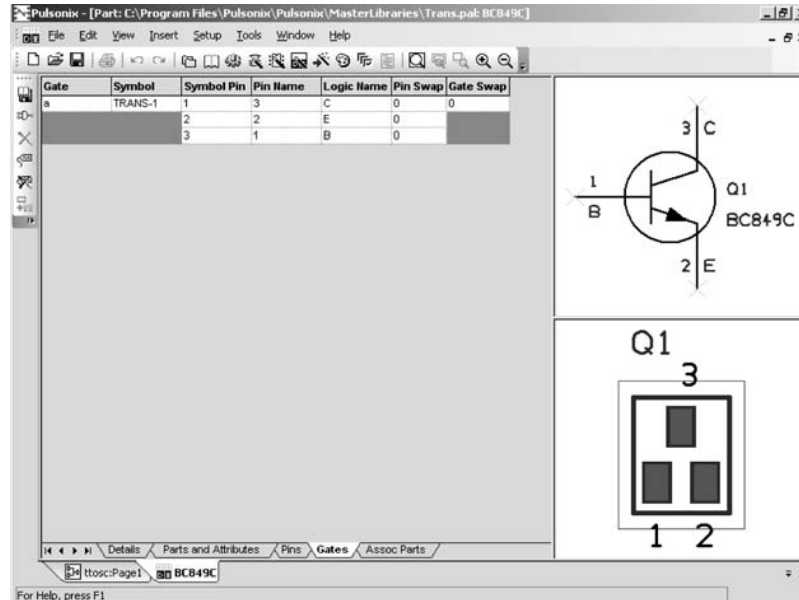 Pulsonix - [Part: C:\Program Files\Pulsonix\Pulsonix\MasterLibraries\Trans.pal: BC849C]
File Edit View Insert Setup Tools Window Help
Gate Symbol Symbol Pin Pin Name Logic Name Pin Swap Gate Swap
a TRANS-1 1 3 C 0 0
2 2 E 0
3 1 B 0
3 C
1
B
Q1
BC849C
2 E
Q1
3
1 2
Details Parts and Attributes Pins Gates Assoc Parts
ttosc:Page1 BC849C
For Help, press F1